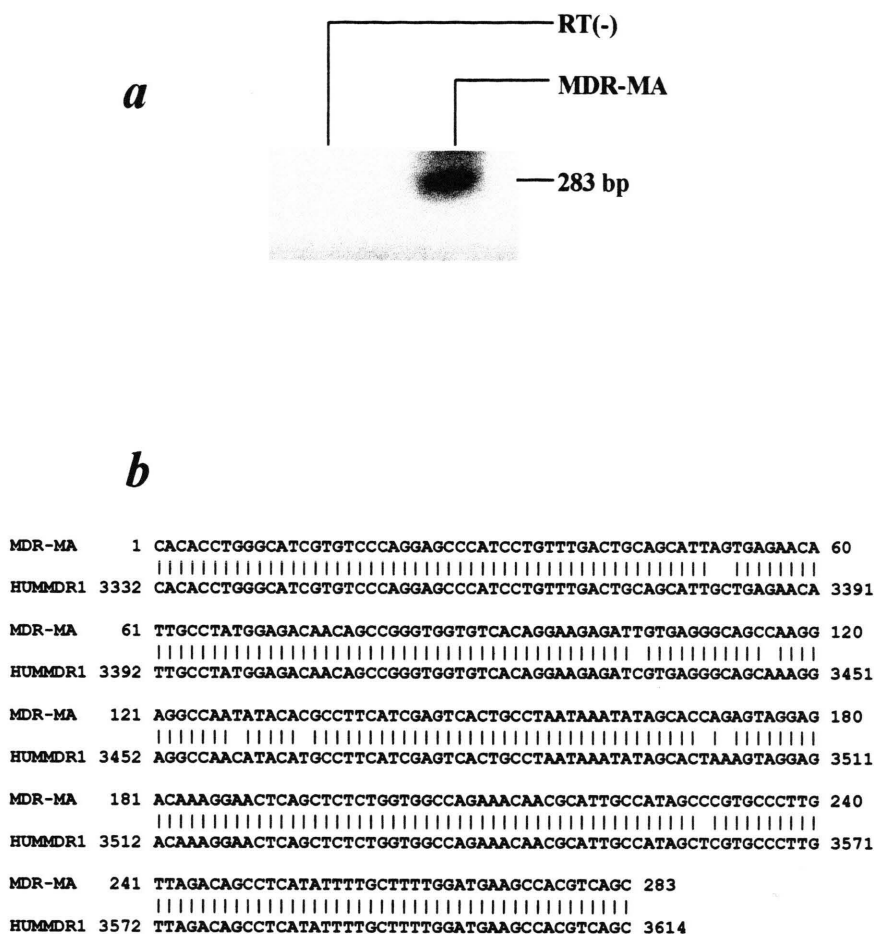 RT(-)
a
MDR-MA
283 bp
b
MDR-MA 1 CACACCTGGGCATCGTGTCCCAGGAGCCCATCCTGTTTGACTGCAGCATTAGTGAGAACA 60
HUMMDR1 3332 CACACCTGGGCATCGTGTCCCAGGAGCCCATCCTGTTTGACTGCAGCATTGCTGAGAACA 3391
MDR-MA 61 TTGCCTATGGAGACAACAGCCGGGTGGTGTCACAGGAAGAGATTGTGAGGGCAGCCAAGG 120
HUMMDR1 3392 TTGCCTATGGAGACAACAGCCGGGTGGTGTCACAGGAAGAGATCGTGAGGGCAGCAAAGG 3451
MDR-MA 121 AGGCCAATATACACGCCTTCATCGAGTCACTGCCTAATAAATATAGCACCAGAGTAGGAG 180
HUMMDR1 3452 AGGCCAACATACATGCCTTCATCGAGTCACTGCCTAATAAATATAGCACTAAAGTAGGAG 3511
MDR-MA 181 ACAAAGGAACTCAGCTCTCTGGTGGCCAGAAACAACGCATTGCCATAGCCCGTGCCCTTG 240
HUMMDR1 3512 ACAAAGGAACTCAGCTCTCTGGTGGCCAGAAACAACGCATTGCCATAGCTCGTGCCCTTG 3571
MDR-MA 241 TTAGACAGCCTCATATTTTGCTTTTGGATGAAGCCACGTCAGC 283
HUMMDR1 3572 TTAGACAGCCTCATATTTTGCTTTTGGATGAAGCCACGTCAGC 3614